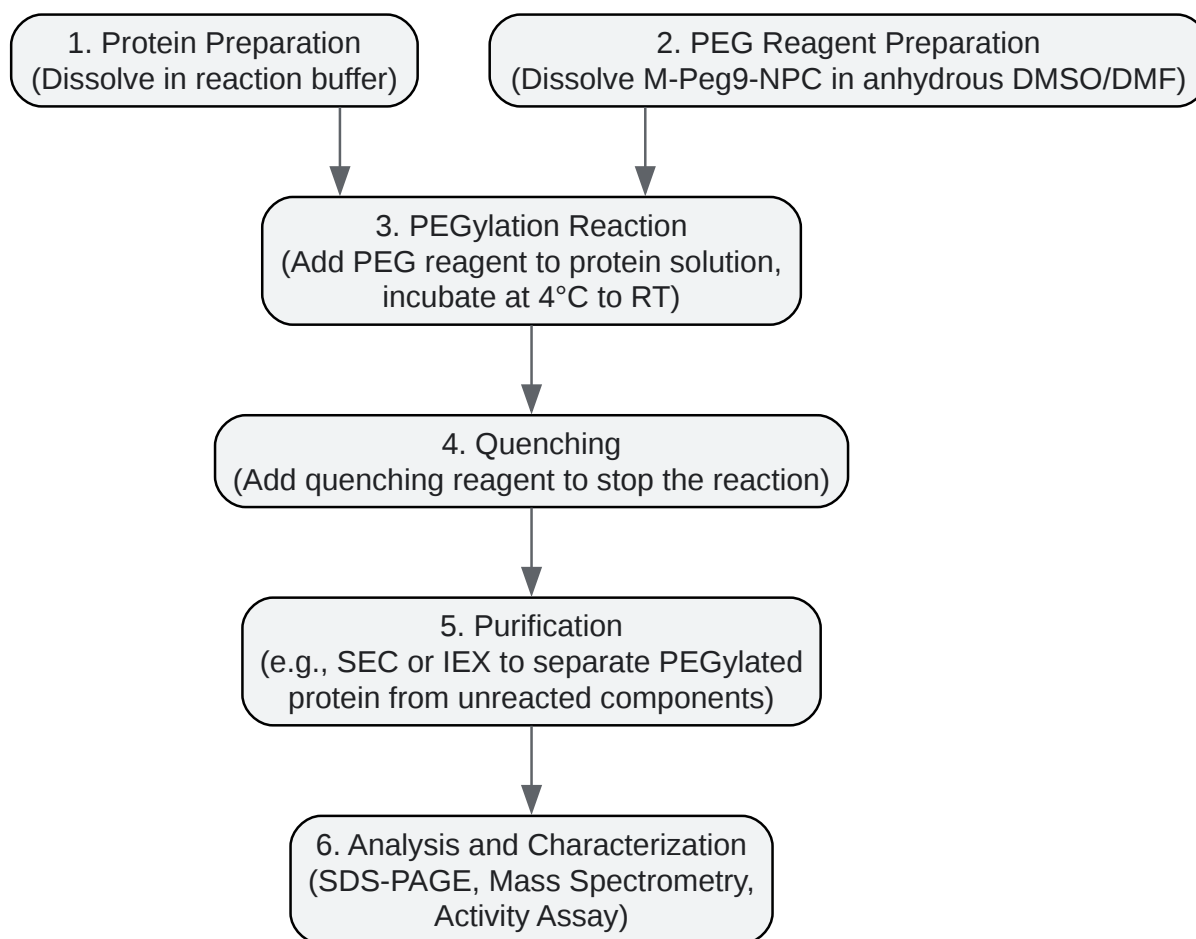 1. Protein Preparation
(Dissolve in reaction buffer)
2. PEG Reagent Preparation
(Dissolve M-Peg9-NPC in anhydrous DMSO/DMF)
3. PEGylation Reaction
(Add PEG reagent to protein solution,
incubate at 4°C to RT)
4. Quenching
(Add quenching reagent to stop the reaction)
5. Purification
(e.g., SEC or IEX to separate PEGylated
protein from unreacted components)
6. Analysis and Characterization
(SDS-PAGE, Mass Spectrometry,
Activity Assay)